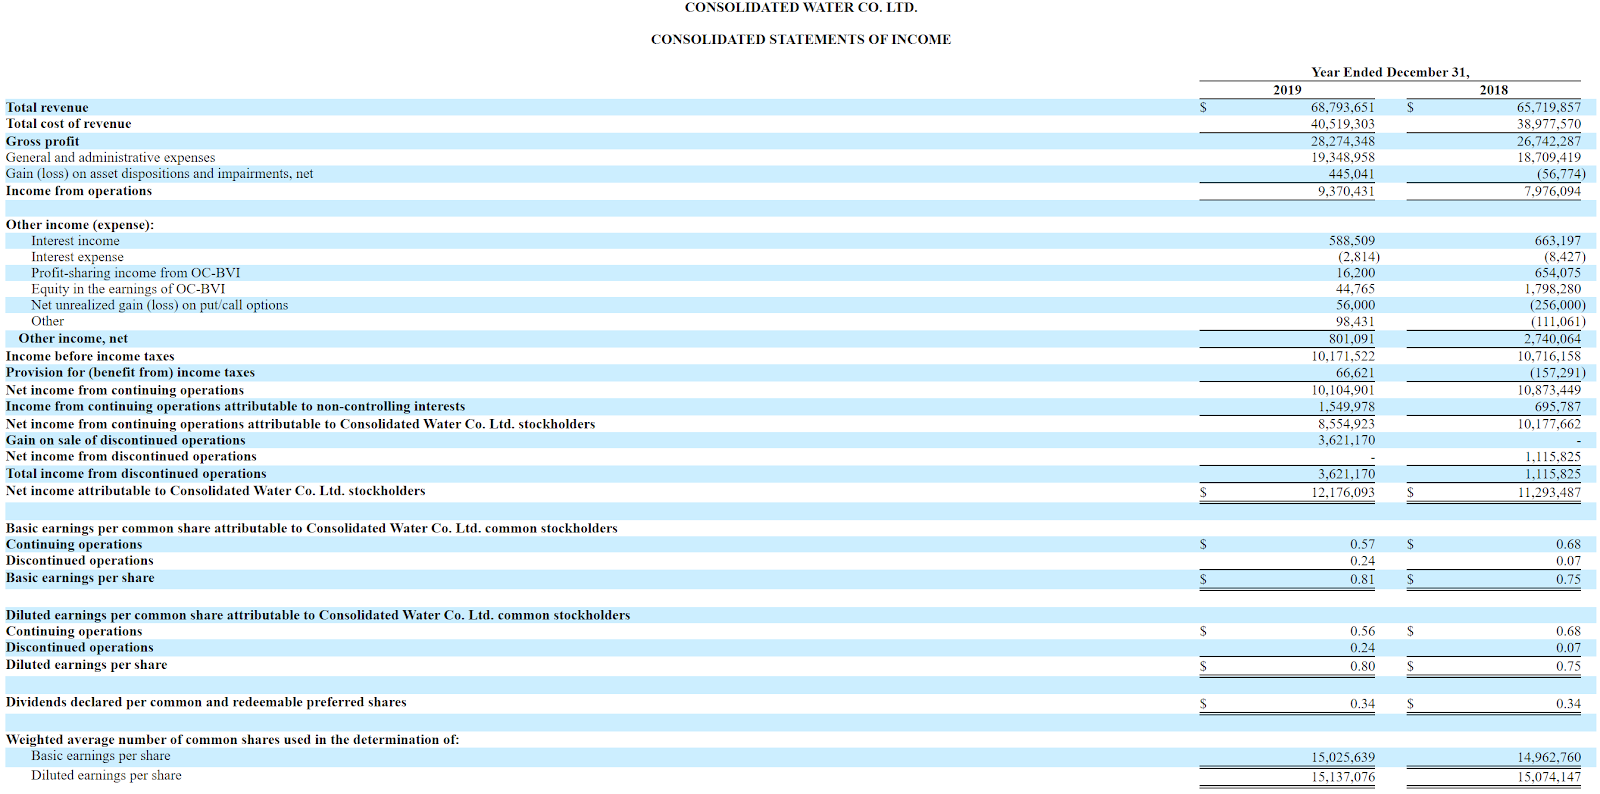 CONSOLIDATED WATER CO. LTD.
CONSOLIDATED STATEMENTS OF INCOME
Year Ended December 31,
2019 2018
Total revenue $ 68,793,651 $ 65,719,857
Total cost of revenue 40,519,303 38,977,570
Gross profit 28,274,348 26,742,287
General and administrative expenses 19,348,958 18,709,419
Gain (loss) on asset dispositions and impairments, net 445,041 (56,774)
Income from operations 9,370,431 7,976,094
Other income (expense):
Interest income 588,509 663,197
Interest expense (2,814) (8,427)
Profit-sharing income from OC-BVI 16,200 654,075
Equity in the earnings of OC-BVI 44,765 1,798,280
Net unrealized gain (loss) on put/call options 56,000 (256,000)
Other 98,431 (111,061)
Other income, net 801,091 2,740,064
Income before income taxes 10,171,522 10,716,158
Provision for (benefit from) income taxes 66,621 (157,291)
Net income from continuing operations 10,104,901 10,873,449
Income from continuing operations attributable to non-controlling interests 1,549,978 695,787
Net income from continuing operations attributable to Consolidated Water Co. Ltd. stockholders 8,554,923 10,177,662
Gain on sale of discontinued operations 3,621,170 -
Net income from discontinued operations - 1,115,825
Total income from discontinued operations 3,621,170 1,115,825
Net income attributable to Consolidated Water Co. Ltd. stockholders $ 12,176,093 $ 11,293,487
Basic earnings per common share attributable to Consolidated Water Co. Ltd. common stockholders
Continuing operations $ 0.57 $ 0.68
Discontinued operations 0.24 0.07
Basic earnings per share $ 0.81 $ 0.75
Diluted earnings per common share attributable to Consolidated Water Co. Ltd. common stockholders
Continuing operations $ 0.56 $ 0.68
Discontinued operations 0.24 0.07
Diluted earnings per share $ 0.80 $ 0.75
Dividends declared per common and redeemable preferred shares $ 0.34 $ 0.34
Weighted average number of common shares used in the determination of:
Basic earnings per share 15,025,639 14,962,760
Diluted earnings per share 15,137,076 15,074,147